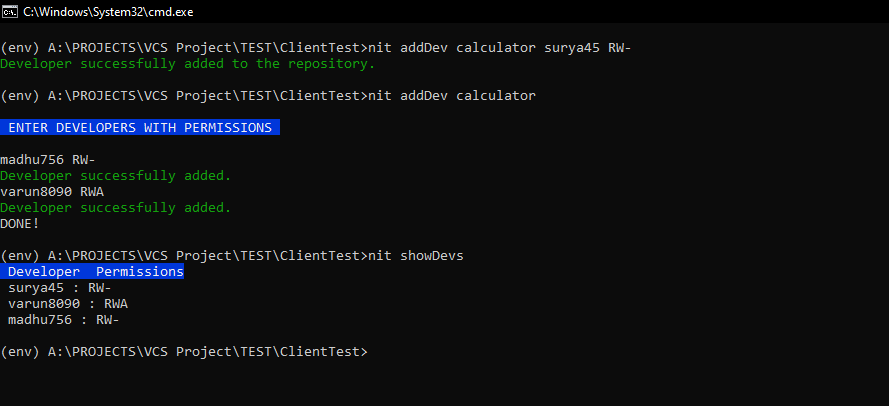 C:\Windows\System32\cmd.exe
(env) A:\PROJECTS\VCS Project\TEST\ClientTest>nit addDev calculator surya45 RW-
Developer successfully added to the repository.
(env) A:\PROJECTS\VCS Project\TEST\ClientTest>nit addDev calculator
ENTER DEVELOPERS WITH PERMISSIONS
madhu756 RW-
Developer successfully added.
varun8090 RWA
Developer successfully added.
DONE!
(env) A:\PROJECTS\VCS Project\TEST\ClientTest>nit showDevs
Developer  Permissions
surya45 : RW-
varun8090 : RWA
madhu756 : RW-
(env) A:\PROJECTS\VCS Project\TEST\ClientTest>